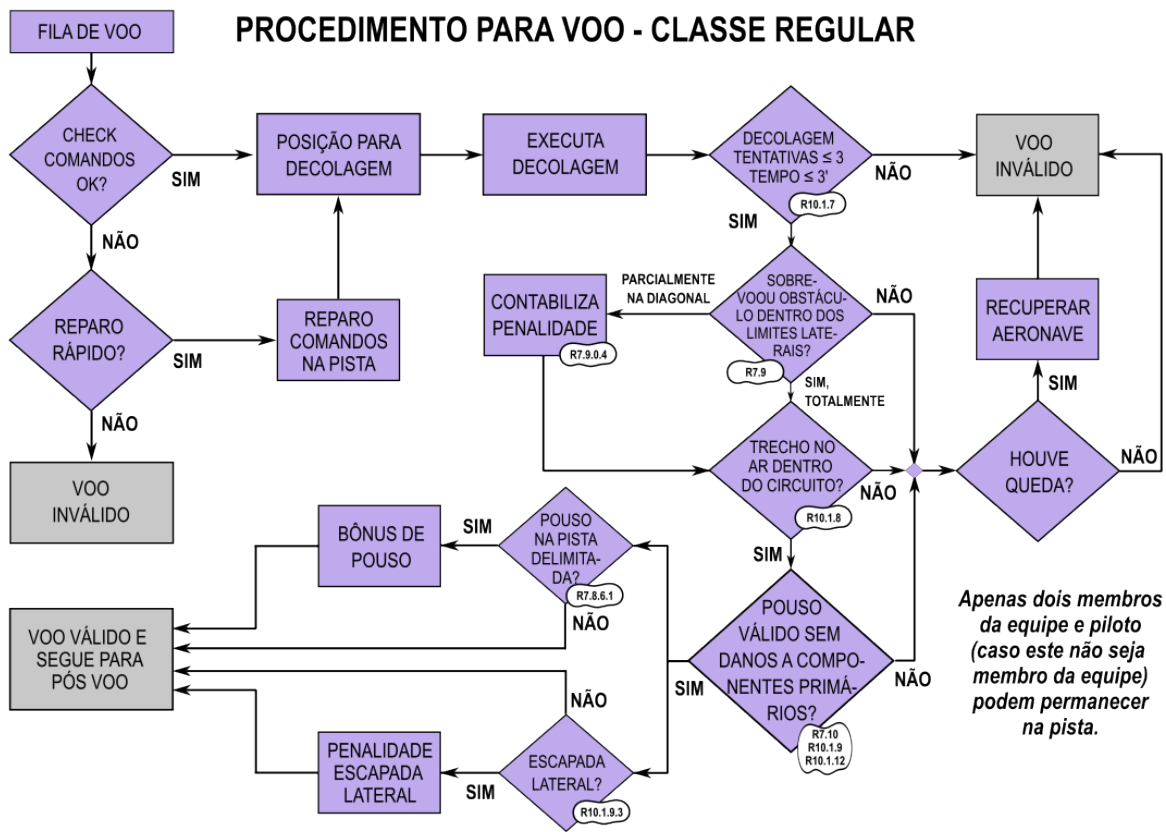 PROCEDIMENTO PARA VOO - CLASSE REGULAR
FILA DE VOO
CHECK
COMANDOS
OK?
SIM
NÃO
POSIÇÃO PARA
DECOLAGEM
EXECUTA
DECOLAGEM
DECOLAGEM
TENTATIVAS ≤ 3
TEMPO ≤ 3'
R10.1.7
NÃO
SIM
VOO
INVÁLIDO
REPARO
RÁPIDO?
SIM
NÃO
REPARO
COMANDOS
NA PISTA
VOO
INVÁLIDO
SOBRE-
VOOU OBSTÁCU-
LO DENTRO DOS
LIMITES LATE-
RAIS?
R7.9
PARCIALMENTE
NA DIAGONAL
NÃO
SIM,
TOTALMENTE
CONTABILIZA
PENALIDADE
R7.9.0.4
RECUPERAR
AERONAVE
SIM
TRECHO NO
AR DENTRO
DO CIRCUITO?
R10.1.8
NÃO
SIM
HOUVE
QUEDA?
NÃO
POUSO
VÁLIDO SEM
DANOS A COMPO-
NENTES PRIMÁ-
RIOS?
R7.10
R10.1.9
R10.1.12
NÃO
SIM
POUSO
NA PISTA
DELIMITA-
DA?
R7.8.6.1
SIM
NÃO
BÔNUS DE
POUSO
VOO VÁLIDO E
SEGUE PARA
PÓS VOO
ESCAPADA
LATERAL?
R10.1.9.3
NÃO
SIM
PENALIDADE
ESCAPADA
LATERAL
Apenas dois membros
da equipe e piloto
(caso este não seja
membro da equipe)
podem permanecer
na pista.